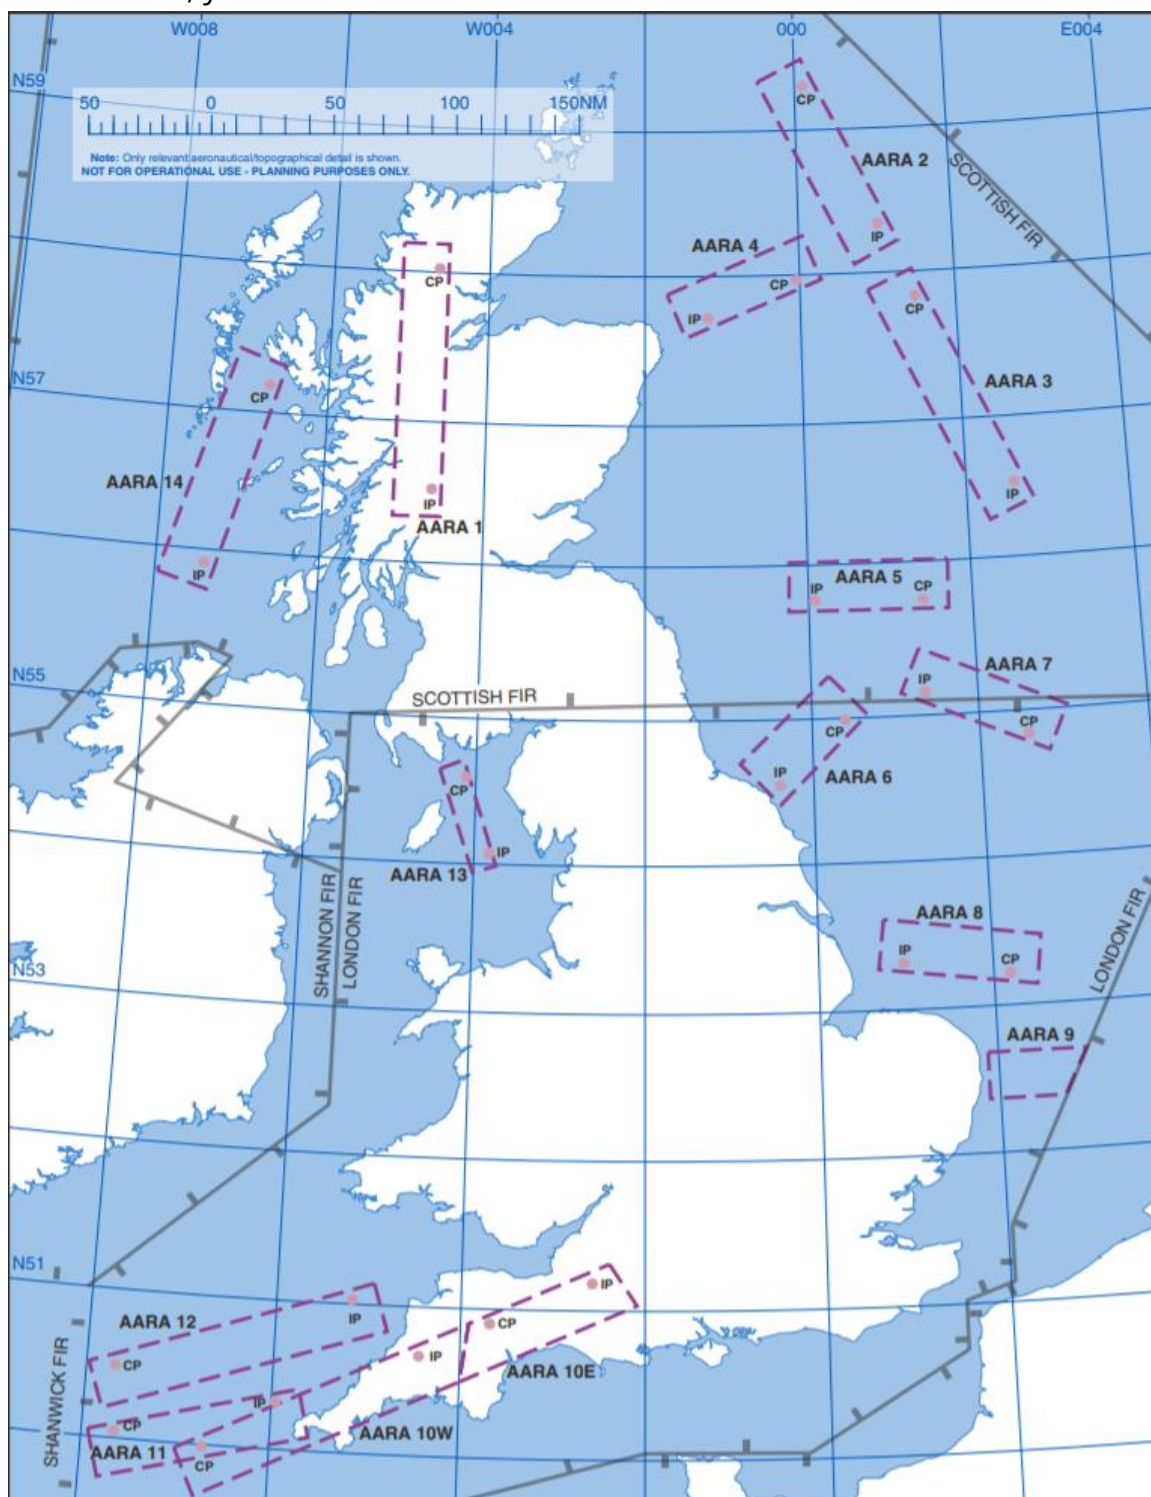 W008
W004
000
E004
N59
50 0 50 100 150NM
Note: Only relevant aeronautical/topographical detail is shown.
NOT FOR OPERATIONAL USE - PLANNING PURPOSES ONLY.
CP
AARA 2
SCOTTISH FIR
IP
AARA 4
CP
IP
CP
AARA 3
IP
CP
IP
AARA 1
N57
CP
AARA 14
IP
AARA 5
IP
CP
AARA 7
IP
CP
N55
SCOTTISH FIR
CP
IP
AARA 6
CP
IP
AARA 13
SHANNON FIR
LONDON FIR
AARA 8
IP
CP
LONDON FIR
N53
AARA 9
N51
AARA 12
IP
CP
IP
CP
AARA 10E
IP
IP
CP
AARA 11
CP
AARA 10W
SHANWICK FIR